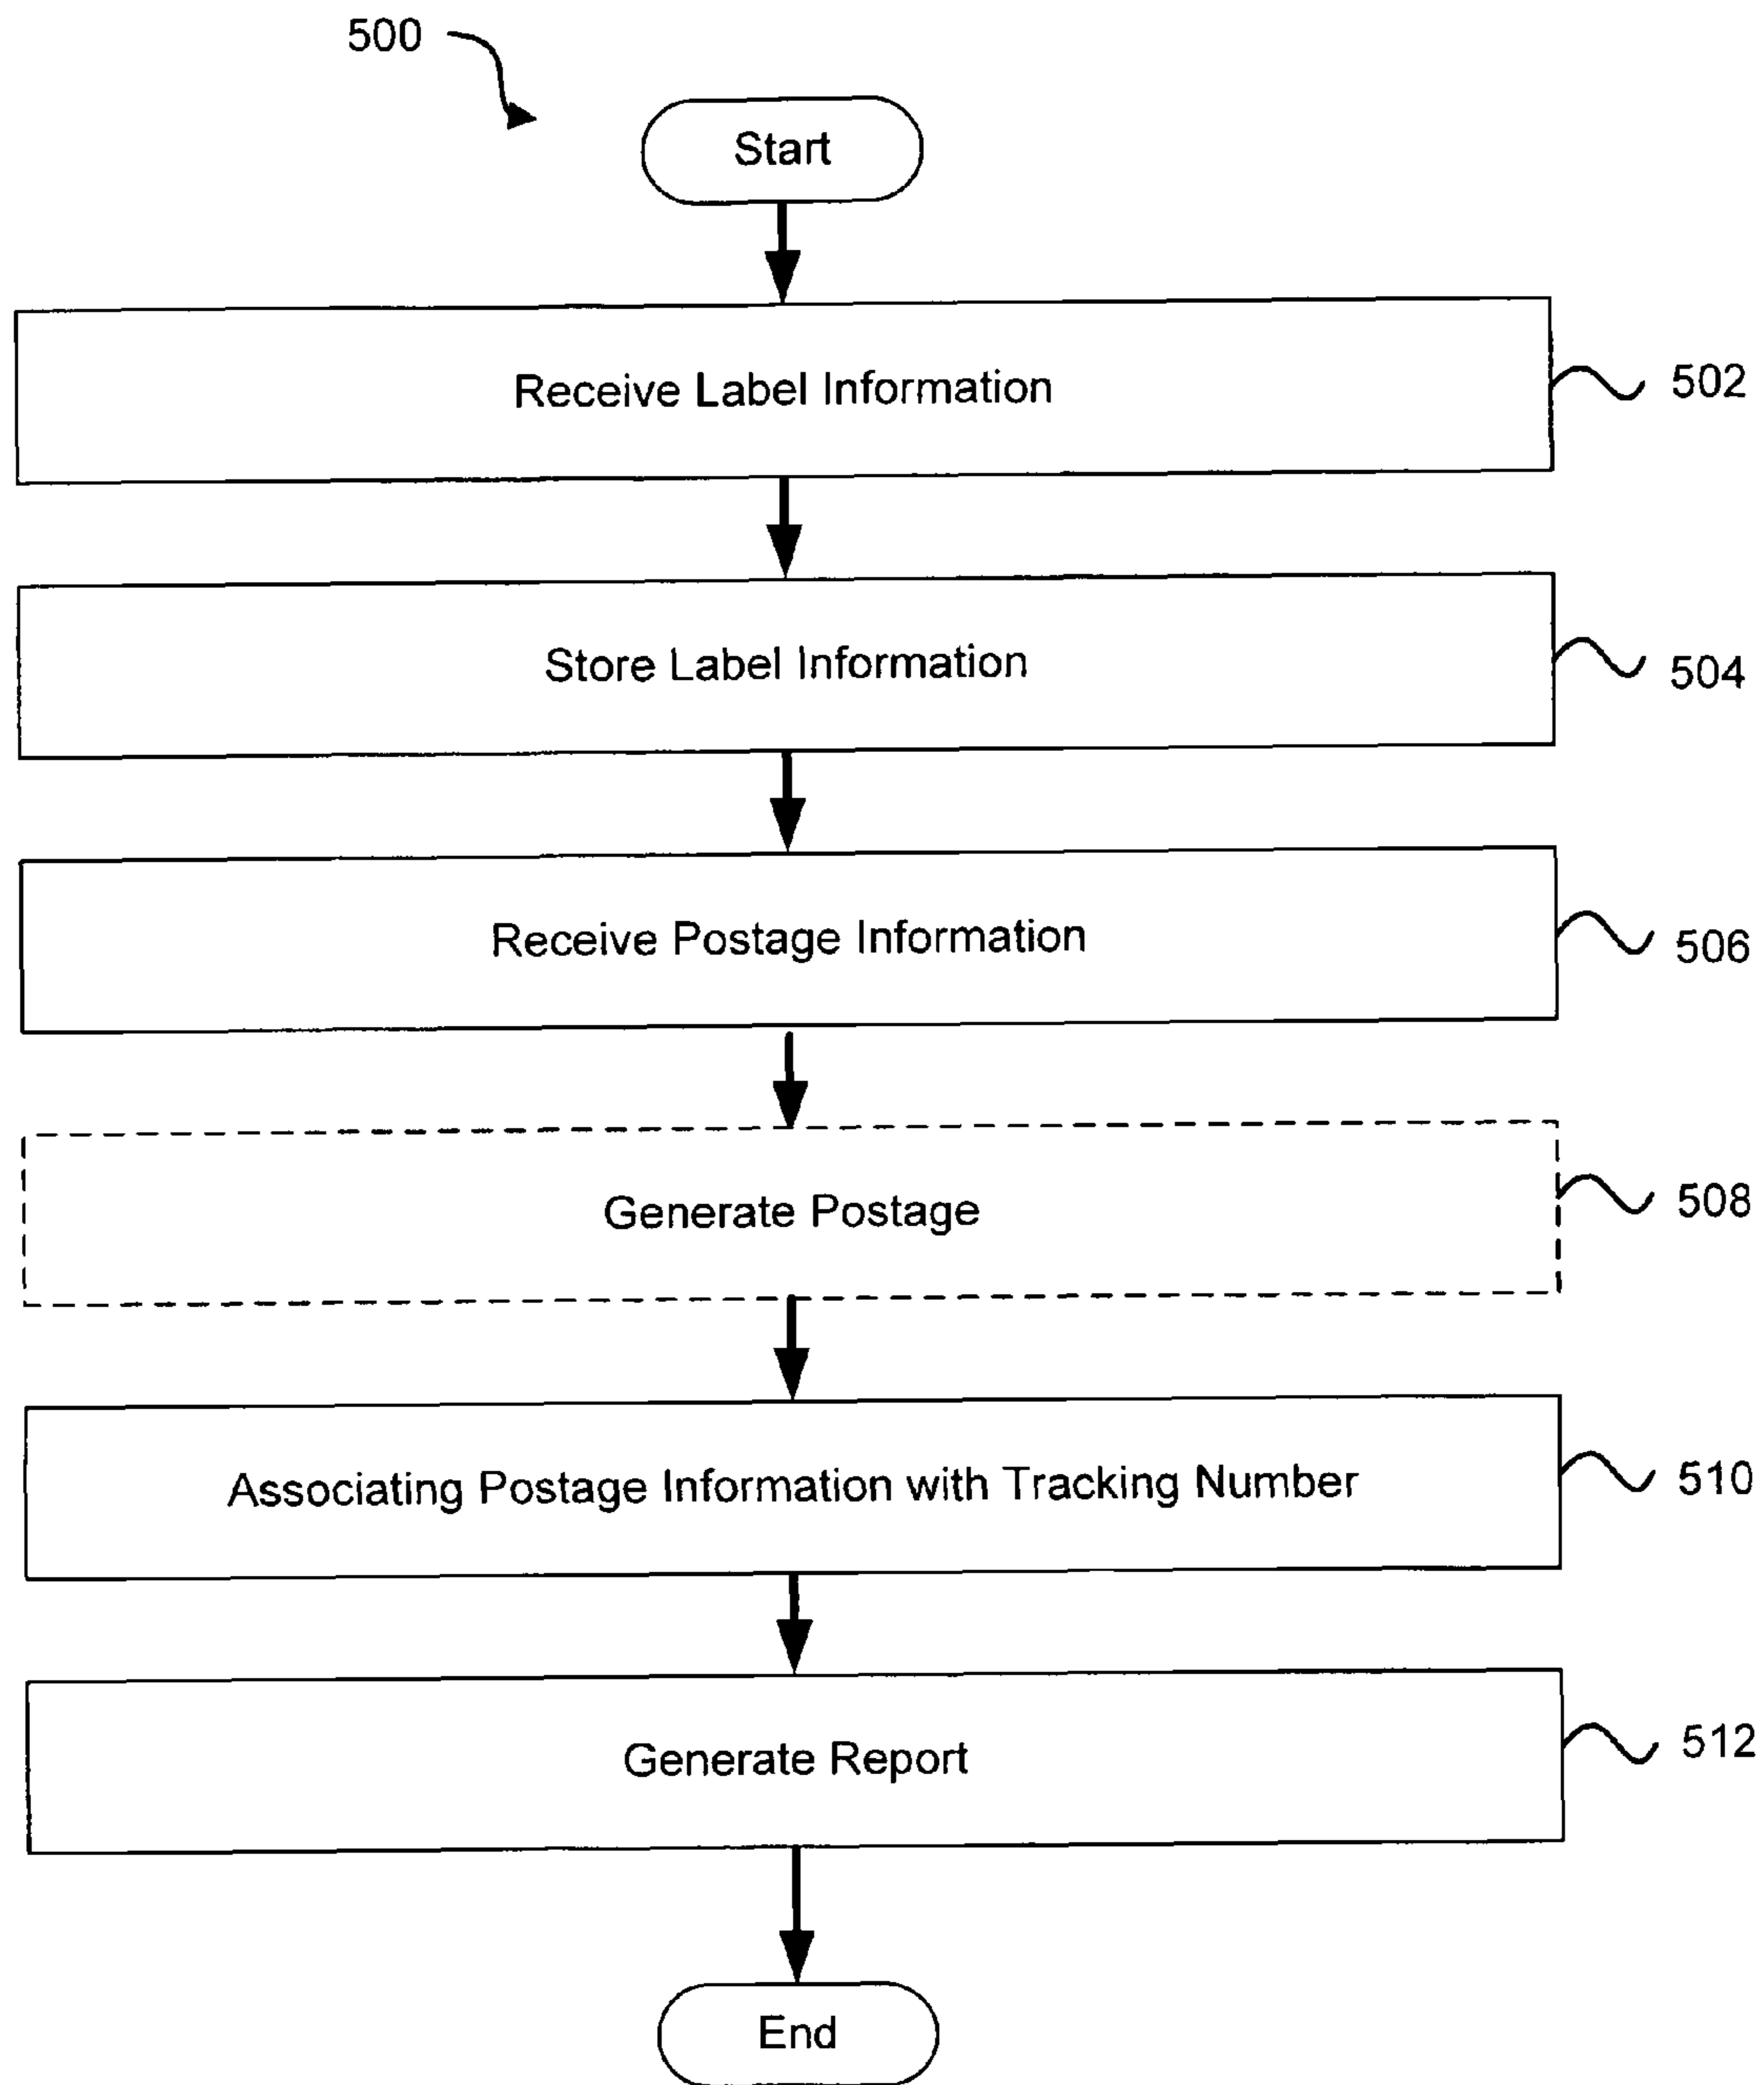 500
Start
Receive Label Information
502
Store Label Information
504
Receive Postage Information
506
Generate Postage
508
Associating Postage Information with Tracking Number
510
Generate Report
512
End